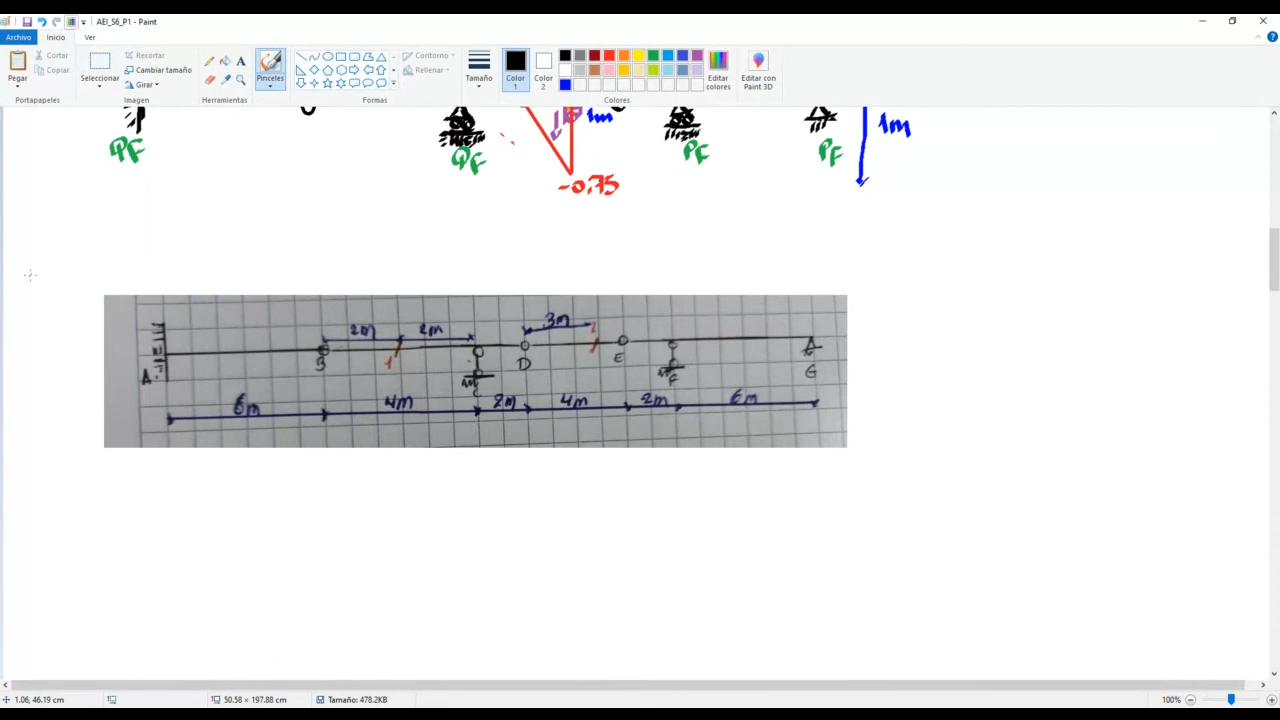 AEI_S6_P1 - Paint
Archivo Inicio Ver
Pegar
Seleccionar
Recortar
Cortar
Copiar
Cambiar tamaño
Girar
A
Pinceles
Contorno
Rellenar
Tamaño
Color 1
Color 2
Editar colores
Editar con Paint 3D
Portapapeles Imagen Herramientas Formas Colores
PF PF 1m PF PF 1m
-0.75
2m 2m 3m
A B 1 C D 2 E F G
6m 4m 2m 4m 2m 6m
1.06, 46.19 cm 50.58 × 197.88 cm Tamaño: 478.2KB 100%